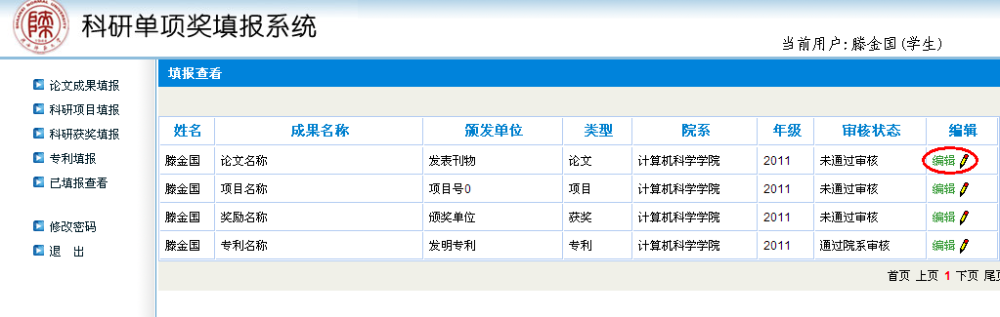 科研单项奖填报系统
当前用户:滕金国(学生)
论文成果填报
科研项目填报
科研获奖填报
专利填报
已填报查看
修改密码
退 出
填报查看
姓名 成果名称 颁发单位 类型 院系 年级 审核状态 编辑
滕金国 论文名称 发表刊物 论文 计算机科学学院 2011 未通过审核 编辑
滕金国 项目名称 项目号0 项目 计算机科学学院 2011 未通过审核 编辑
滕金国 奖励名称 颁奖单位 获奖 计算机科学学院 2011 未通过审核 编辑
滕金国 专利名称 发明专利 专利 计算机科学学院 2011 通过院系审核 编辑
首页 上页 1 下页 尾页